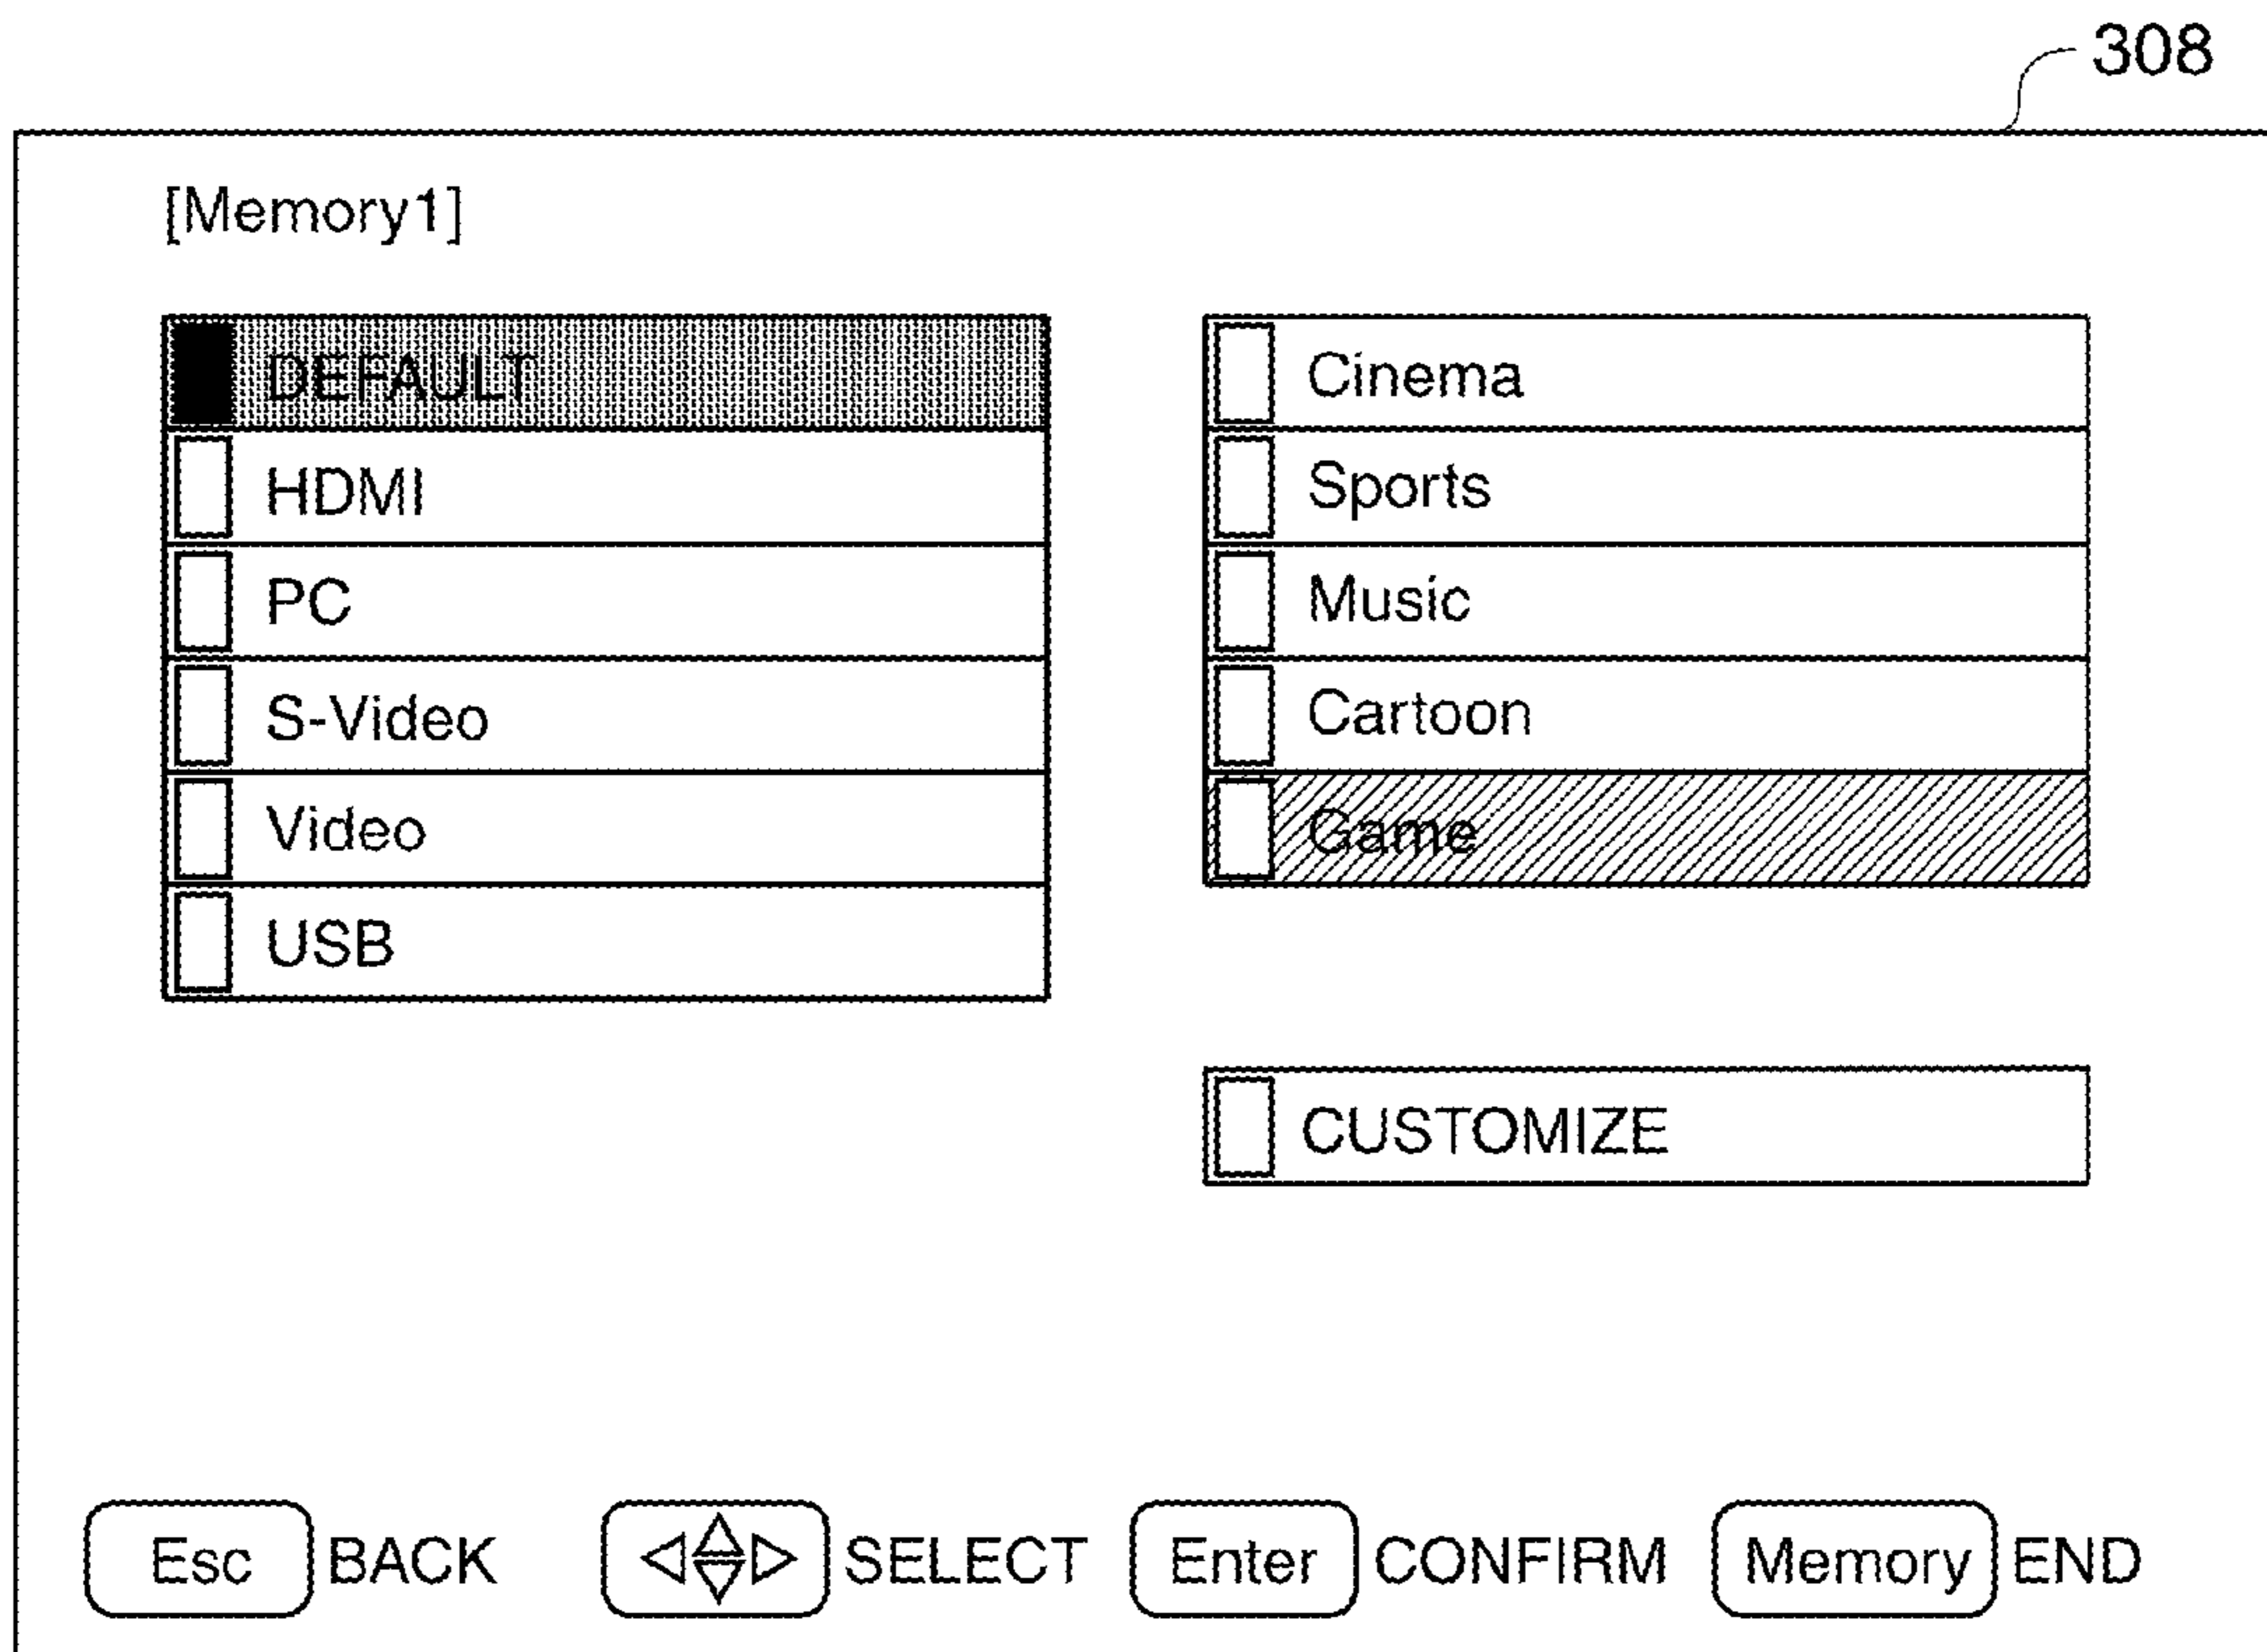 308
[Memory1]
DEFAULT
HDMI
PC
S-Video
Video
USB
Cinema
Sports
Music
Cartoon
Game
CUSTOMIZE
Esc BACK SELECT Enter CONFIRM Memory END